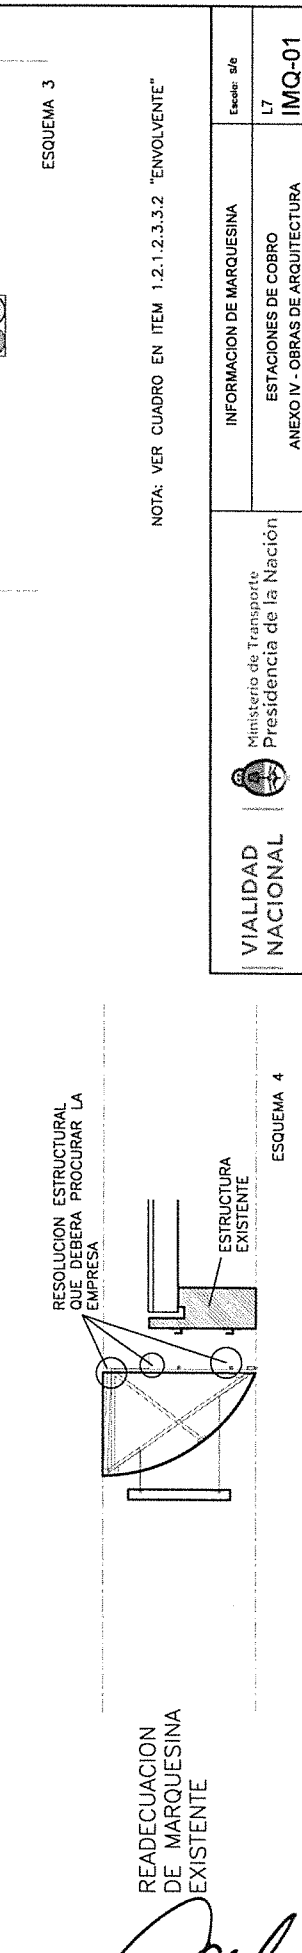 READECUACION
DE MARQUESINA
EXISTENTE
RESOLUCION ESTRUCTURAL
QUE DEBERA PROCURAR LA
EMPRESA
ESTRUCTURA
EXISTENTE
ESQUEMA 4
ESQUEMA 3
NOTA: VER CUADRO EN ITEM 1.2.1.2.3.3.2 "ENVOLVENTE"
VIALIDAD
NACIONAL
Ministerio de Transporte
Presidencia de la Nación
INFORMACION DE MARQUESINA
Escala: s/e
ESTACIONES DE COBRO
ANEXO IV - OBRAS DE ARQUITECTURA
L7
IMQ-01